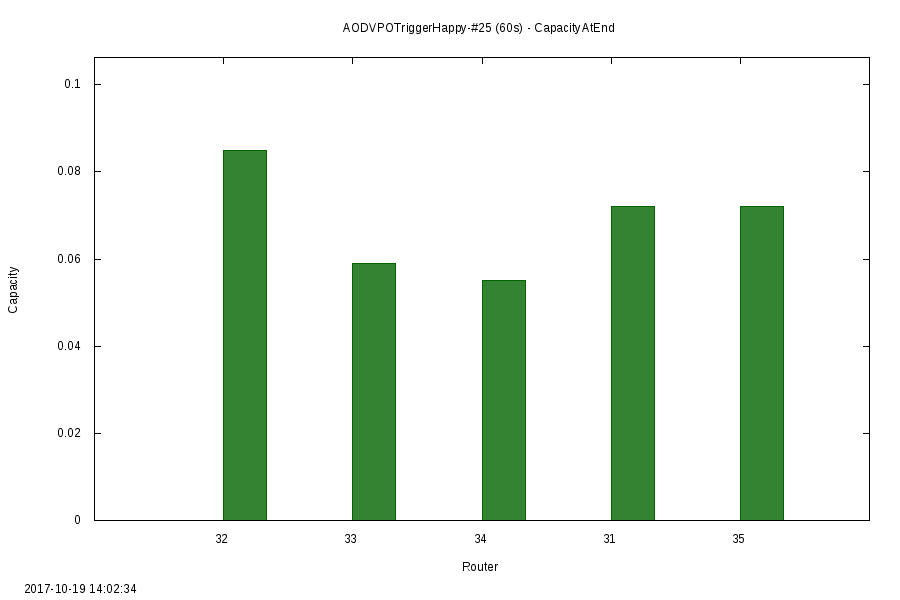 AODVPOTriggerHappy-#25 (60s) - CapacityAtEnd
0.1
0.08
0.06
0.04
0.02
0
Capacity
32 33 34 31 35
Router
2017-10-19 14:02:34